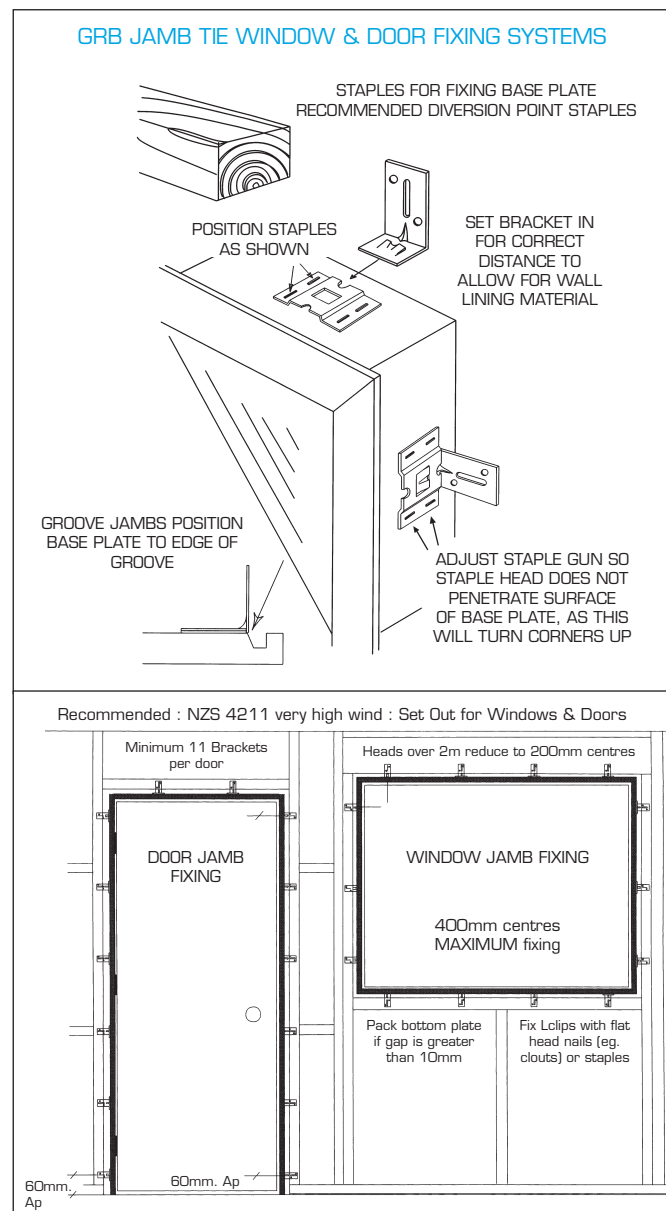 GRB JAMB TIE WINDOW & DOOR FIXING SYSTEMS
STAPLES FOR FIXING BASE PLATE
RECOMMENDED DIVERSION POINT STAPLES
POSITION STAPLES
AS SHOWN
SET BRACKET IN
FOR CORRECT
DISTANCE TO
ALLOW FOR WALL
LINING MATERIAL
GROOVE JAMBS POSITION
BASE PLATE TO EDGE OF
GROOVE
ADJUST STAPLE GUN SO
STAPLE HEAD DOES NOT
PENETRATE SURFACE
OF BASE PLATE, AS THIS
WILL TURN CORNERS UP
Recommended : NZS 4211 very high wind : Set Out for Windows & Doors
Minimum 11 Brackets
per door
Heads over 2m reduce to 200mm centres
DOOR JAMB
FIXING
WINDOW JAMB FIXING
400mm centres
MAXIMUM fixing
Pack bottom plate
if gap is greater
than 10mm
Fix Lclips with flat
head nails (eg.
clouts) or staples
60mm.
Ap
60mm. Ap